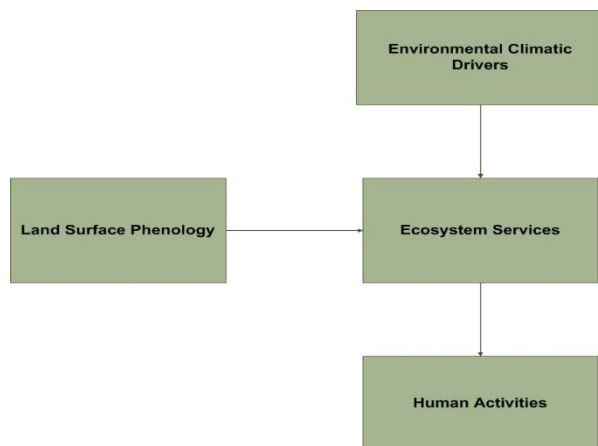 Environmental Climatic
Drivers
Land Surface Phenology
Ecosystem Services
Human Activities